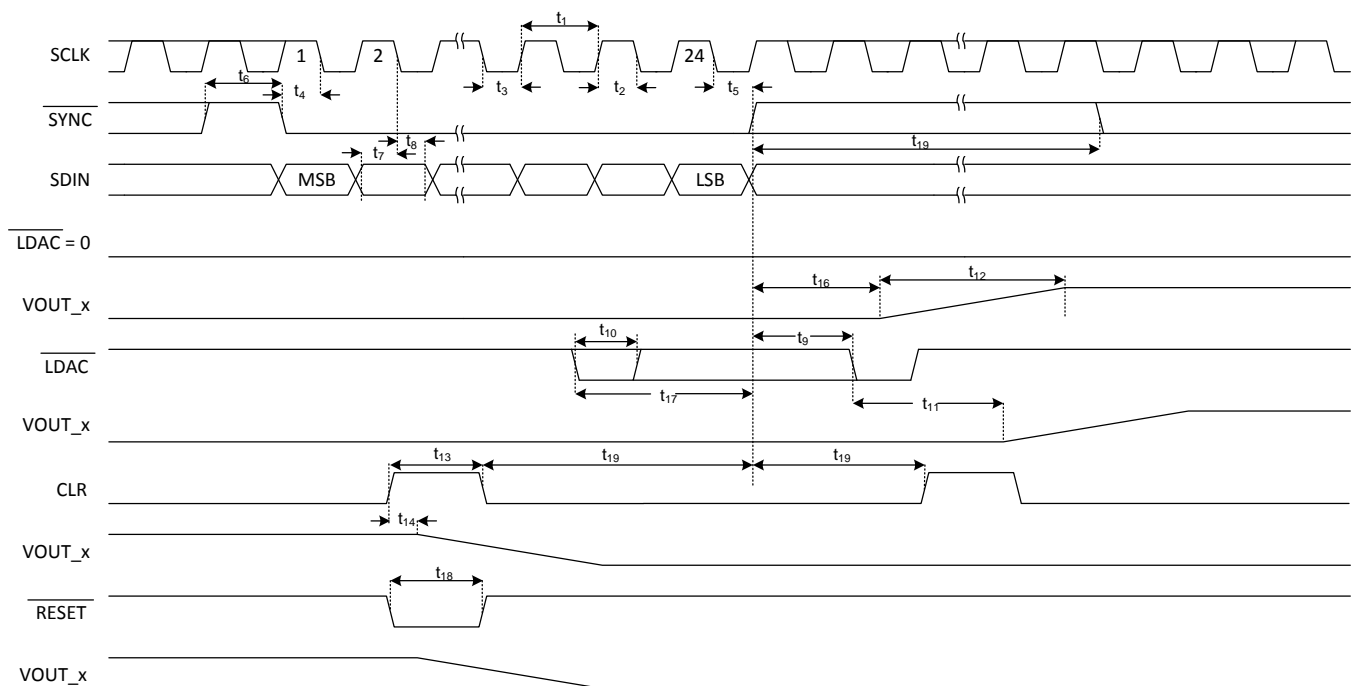 t1
SCLK 1 2 24
t6 t4 t3 t2 t5
SYNC
t8 t19
t7
SDIN MSB LSB
LDAC = 0
t16 t12
VOUT_x
t10 t9
LDAC
t17 t11
VOUT_x
t13 t19 t19
CLR
t14
VOUT_x
t18
RESET
VOUT_x